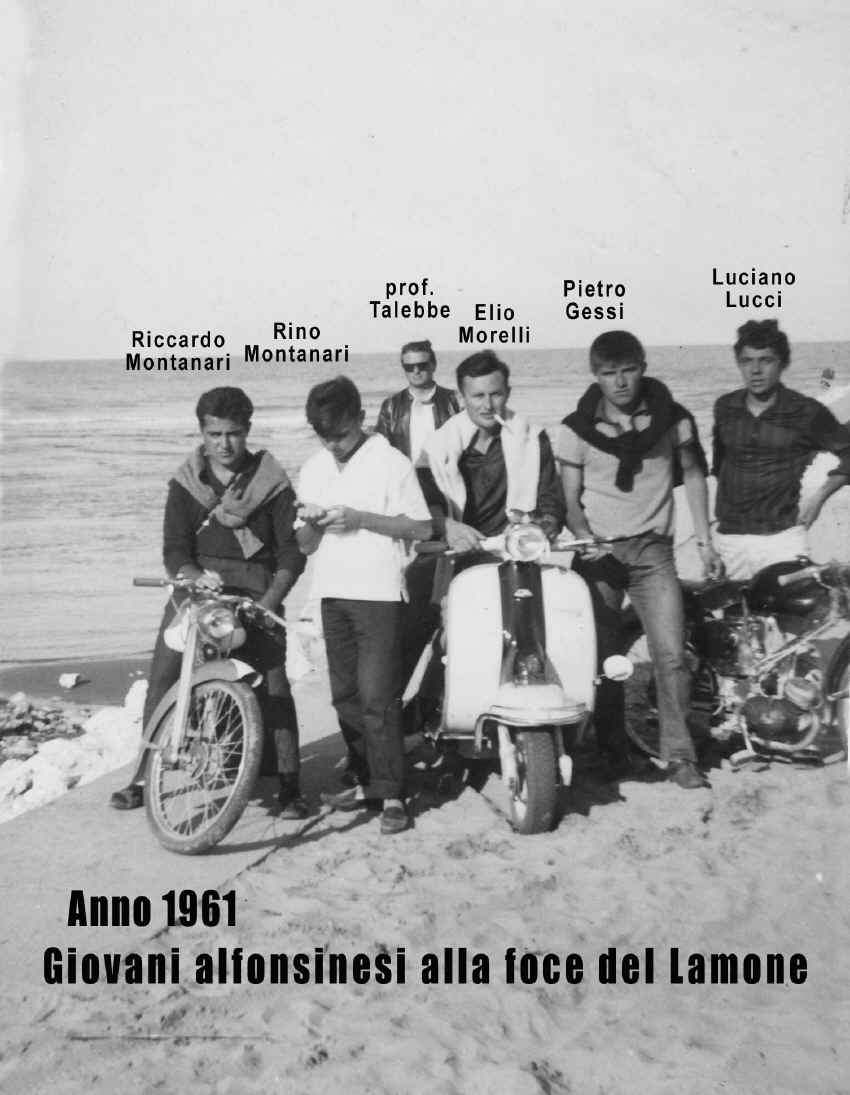 Riccardo
Montanari
Rino
Montanari
prof.
Talebbe
Elio
Morelli
Pietro
Gessi
Luciano
Lucci
Anno 1961
Giovani alfonsinesi alla foce del Lamone